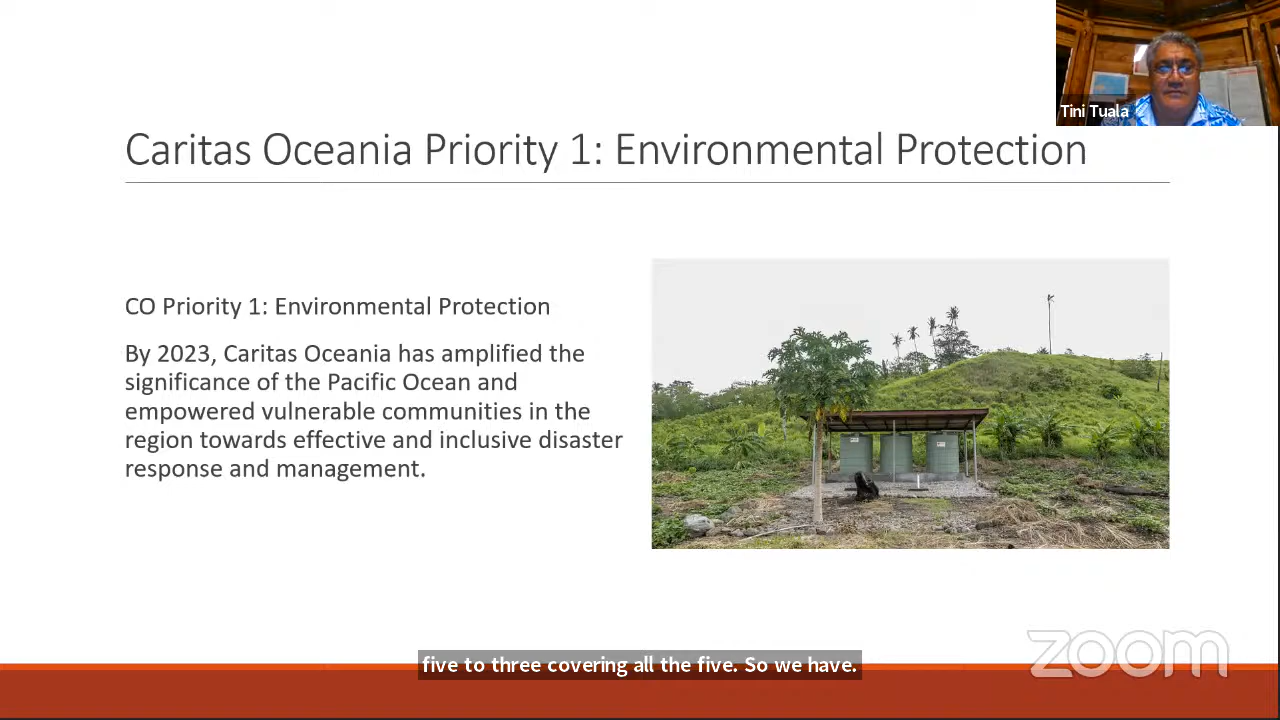 Tini Tuala
Caritas Oceania Priority 1: Environmental Protection
CO Priority 1: Environmental Protection
By 2023, Caritas Oceania has amplified the
significance of the Pacific Ocean and
empowered vulnerable communities in the
region towards effective and inclusive disaster
response and management.
zoom
five to three covering all the five. So we have.